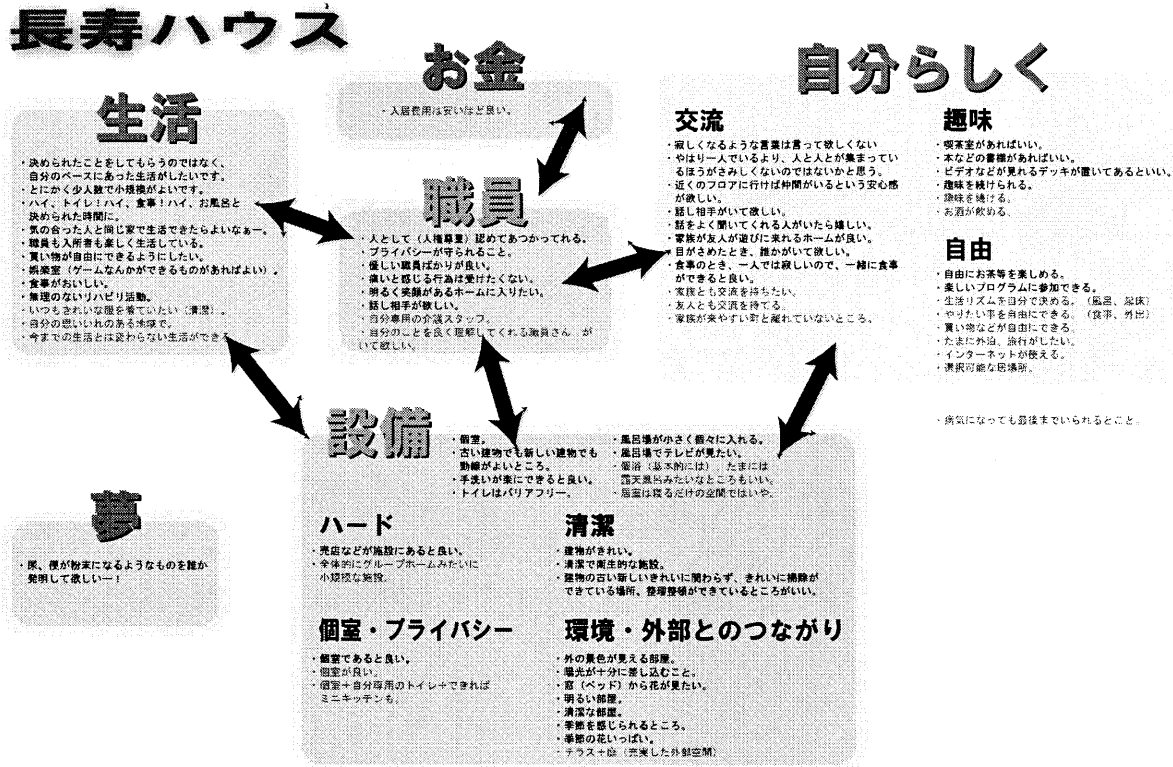 長寿ハウス
生活
・決められたことをしてもらうのではなく、
自分のペースにあった生活がしたいです。
・とにかく少人数で小規模がよいです。
・ハイ、トイレ！ハイ、食事！ハイ、お風呂と
決められた時間に。
・気の合った人と同じ家で生活できたらよいなぁー。
・職員も入所者も楽しく生活している。
・買い物が自由にできるようにしたい。
・娯楽室（ゲームなんかができるものがあればよい）。
・食事がおいしい。
・無理のないリハビリ活動。
・いつもきれいな服を着ていたい（清潔）。
・自分の思いいれのある地域で。
・今までの生活とは変わらない生活ができる
お金
・入居費用は安いほど良い。
職員
・人として（人権尊重）認めてあつかってれる。
・プライバシーが守られること。
・優しい職員ばかりが良い。
・痛いと感じる行為は受けたくない。
・明るく笑顔があるホームに入りたい。
・話し相手が欲しい。
・自分専用の介護スタッフ。
・自分のことを良く理解してくれる職員さん、が
いて欲しい。
自分らしく
交流
・寂しくなるような言葉は言って欲しくない
・やはり一人でいるより、人と人とが集まってい
るほうがさみしくないのではないかと思う。
・近くのフロアに行けば仲間がいるという安心感
が欲しい。
・話し相手がいて欲しい。
・話をよく聞いてくれる人がいたら嬉しい。
・家族が友人が遊びに来れるホームが良い。
・目がさめたとき、誰かがいて欲しい。
・食事のとき、一人では寂しいので、一緒に食事
ができると良い。
・家族とも交流を持ちたい。
・友人とも交流を持てる。
・家族が来やすい町と離れていないところ。
趣味
・喫茶室があればいい。
・本などの書棚があればいい。
・ビデオなどが見れるデッキが置いてあるといい。
・趣味を続けられる。
・趣味を続ける。
・お酒が飲める。
自由
・自由にお茶等を楽しめる。
・楽しいプログラムに参加できる。
・生活リズムを自分で決める。（風呂、起床）
・やりたい事を自由にできる。（食事、外出）
・買い物などが自由にできる。
・たまに外泊、旅行がしたい。
・インターネットが使える。
・選択可能な居場所。
・病気になっても最後までいられるとこと。
設備
・個室。
・古い建物でも新しい建物でも
動線がよいところ。
・手洗いが楽にできると良い。
・トイレはバリアフリー。
・風呂場が小さく個々に入れる。
・風呂場でテレビが見たい。
・個浴（基本的には）、たまには
露天風呂みたいなところもいい。
・居室は寝るだけの空間ではいや。
ハード
・売店などが施設にあると良い。
・全体的にグループホームみたいに
小規模な施設。
清潔
・建物がきれい。
・清潔で衛生的な施設。
・建物の古い新しいきれいに関わらず、きれいに掃除が
できている場所、整理整頓ができているところがいい。
個室・プライバシー
・個室であると良い。
・個室が良い。
・個室＋自分専用のトイレ＋できれば
ミニキッチンも。
環境・外部とのつながり
・外の景色が見える部屋。
・陽光が十分に差し込むこと。
・窓（ベッド）から花が見たい。
・明るい部屋。
・清潔な部屋。
・季節を感じられるところ。
・季節の花いっぱい。
・テラス＋庭（充実した外部空間）
夢
・尿、便が粉末になるようなものを誰か
発明して欲しいー！